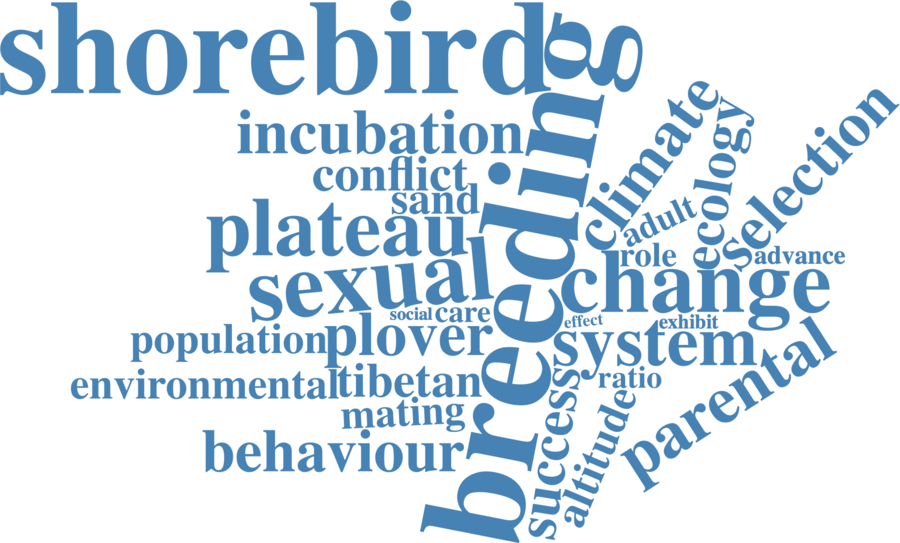 shorebird
breeding
incubation
conflict
sand
plateau
sexual
social
care
population
plover
environmental
tibetan
mating
behaviour
climate
ecology
selection
adult
role
advance
change
effect
exhibit
system
ratio
parental
success
altitude